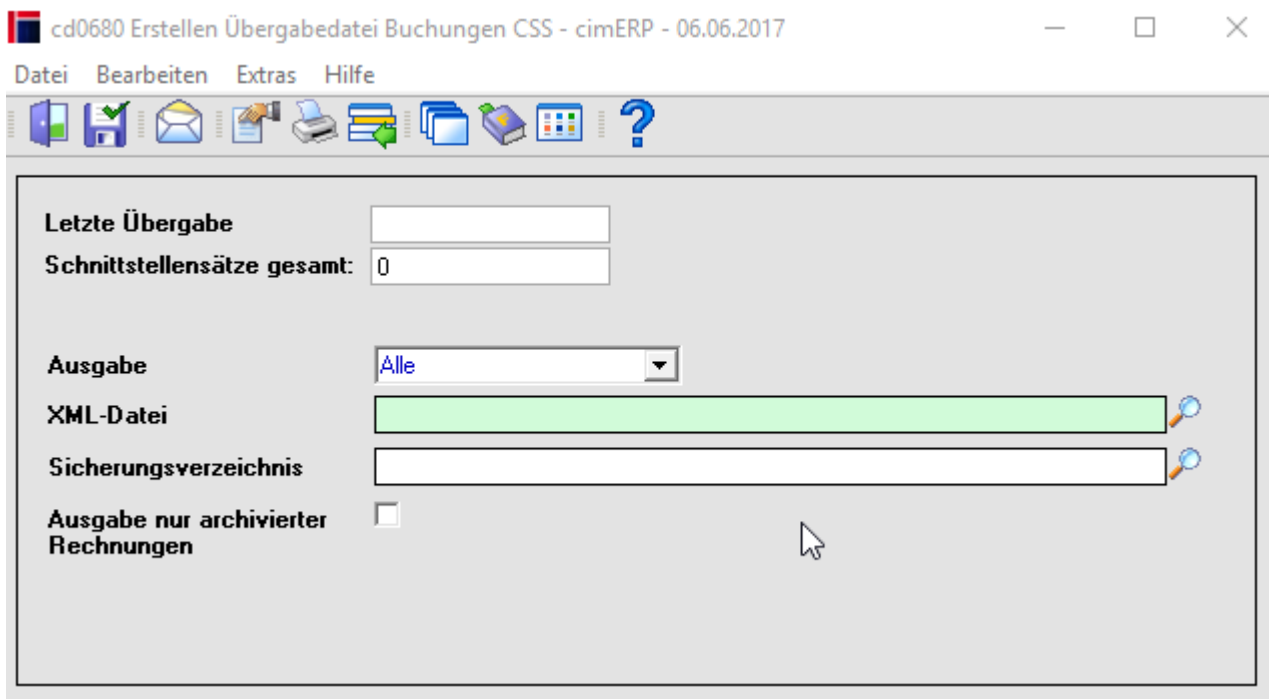 cd0680 Erstellen Übergabedatei Buchungen CSS - cimERP - 06.06.2017
Datei Bearbeiten Extras Hilfe
Letzte Übergabe
Schnittstellensätze gesamt: 0
Ausgabe Alle
XML-Datei
Sicherungsverzeichnis
Ausgabe nur archivierter
Rechnungen